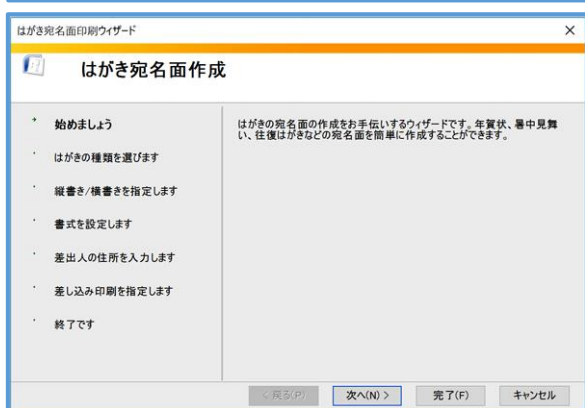 はがき宛名面印刷ウィザード
はがき宛名面作成
始めましょう
はがきの種類を選びます
縦書き/横書きを指定します
書式を設定します
差出人の住所を入力します
差し込み印刷を指定します
終了です
はがきの宛名面の作成をお手伝いするウィザードです。年賀状、暑中見舞
い、往復はがきなどの宛名面を簡単に作成することができます。
< 戻る(P)
次へ(N) >
完了(F)
キャンセル